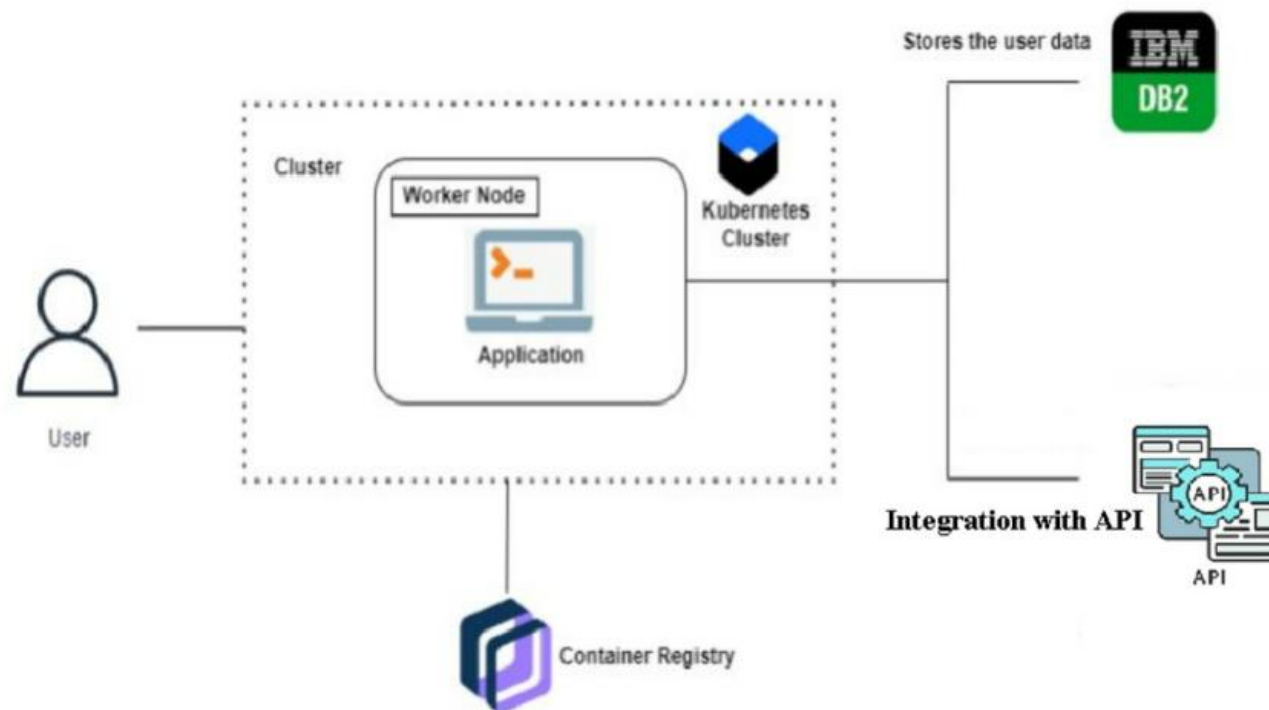 Stores the user data
IBM
DB2
Cluster
Worker Node
Kubernetes
Cluster
Application
User
API
Integration with API
API
Container Registry